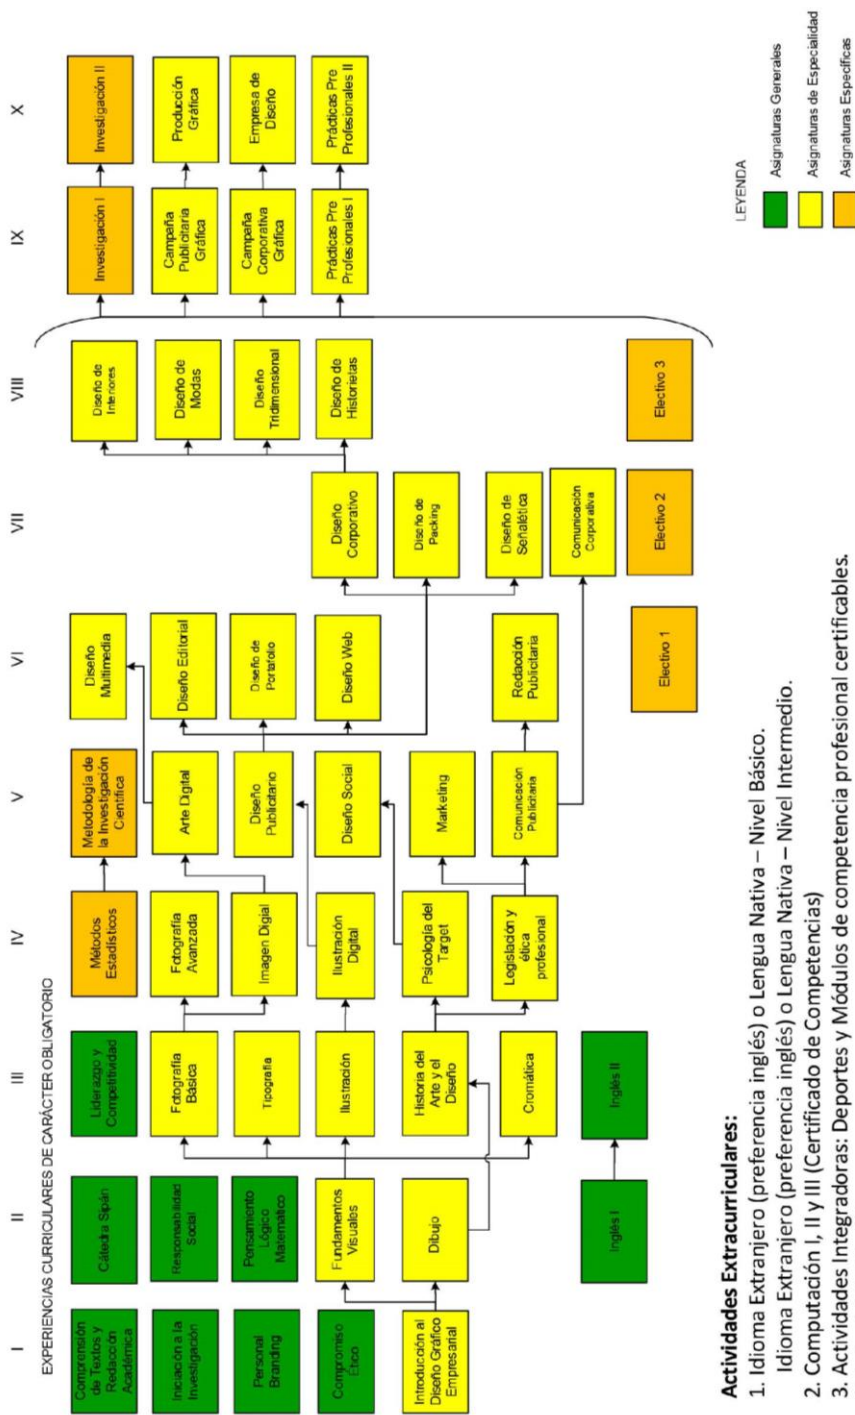 EXPERIENCIAS CURRICULARES DE CARÁCTER OBLIGATORIO
I
II
III
IV
V
VI
VII
VIII
IX
X
Comprensión
de Textos y
Redacción
Académica
Iniciación a la
Investigación
Personal
Branding
Compromiso
Ético
Introducción al
Diseño Gráfico
Empresarial
Cátedra Sipán
Responsabilidad
Social
Pensamiento
Lógico
Matemático
Fundamentos
Visuales
Dibujo
Inglés I
Liderazgo y
Competitividad
Fotografía
Básica
Tipografía
Ilustración
Historia del
Arte y el
Diseño
Cromática
Inglés II
Métodos
Estadísticos
Fotografía
Avanzada
Imagen Digial
Ilustración
Digital
Psicología del
Target
Legislación y
ética
profesional
Metodología de
la Investigación
Científica
Arte Digital
Diseño
Publicitario
Diseño Social
Marketing
Comunicación
Publicitaria
Diseño
Multimedia
Diseño Editorial
Diseño de
Portafolio
Diseño Web
Redacción
Publicitaria
Electivo 1
Diseño
Corporativo
Diseño de
Packing
Diseño de
Señalética
Comunicación
Corporativa
Electivo 2
Diseño de
Interiores
Diseño de
Modas
Diseño
Tridimensional
Diseño de
Historietas
Electivo 3
Investigación I
Campaña
Publicitaria
Gráfica
Campaña
Corporativa
Gráfica
Prácticas Pre
Profesionales I
Investigación II
Producción
Gráfica
Empresa de
Diseño
Prácticas Pre
Profesionales II
LEYENDA
Asignaturas Generales
Asignaturas de Especialidad
Asignaturas Específicas
Actividades Extracurriculares:
1. Idioma Extranjero (preferencia inglés) o Lengua Nativa – Nivel Básico.
Idioma Extranjero (preferencia inglés) o Lengua Nativa – Nivel Intermedio.
2. Computación I, II y III (Certificado de Competencias)
3. Actividades Integradoras: Deportes y Módulos de competencia profesional certificables.